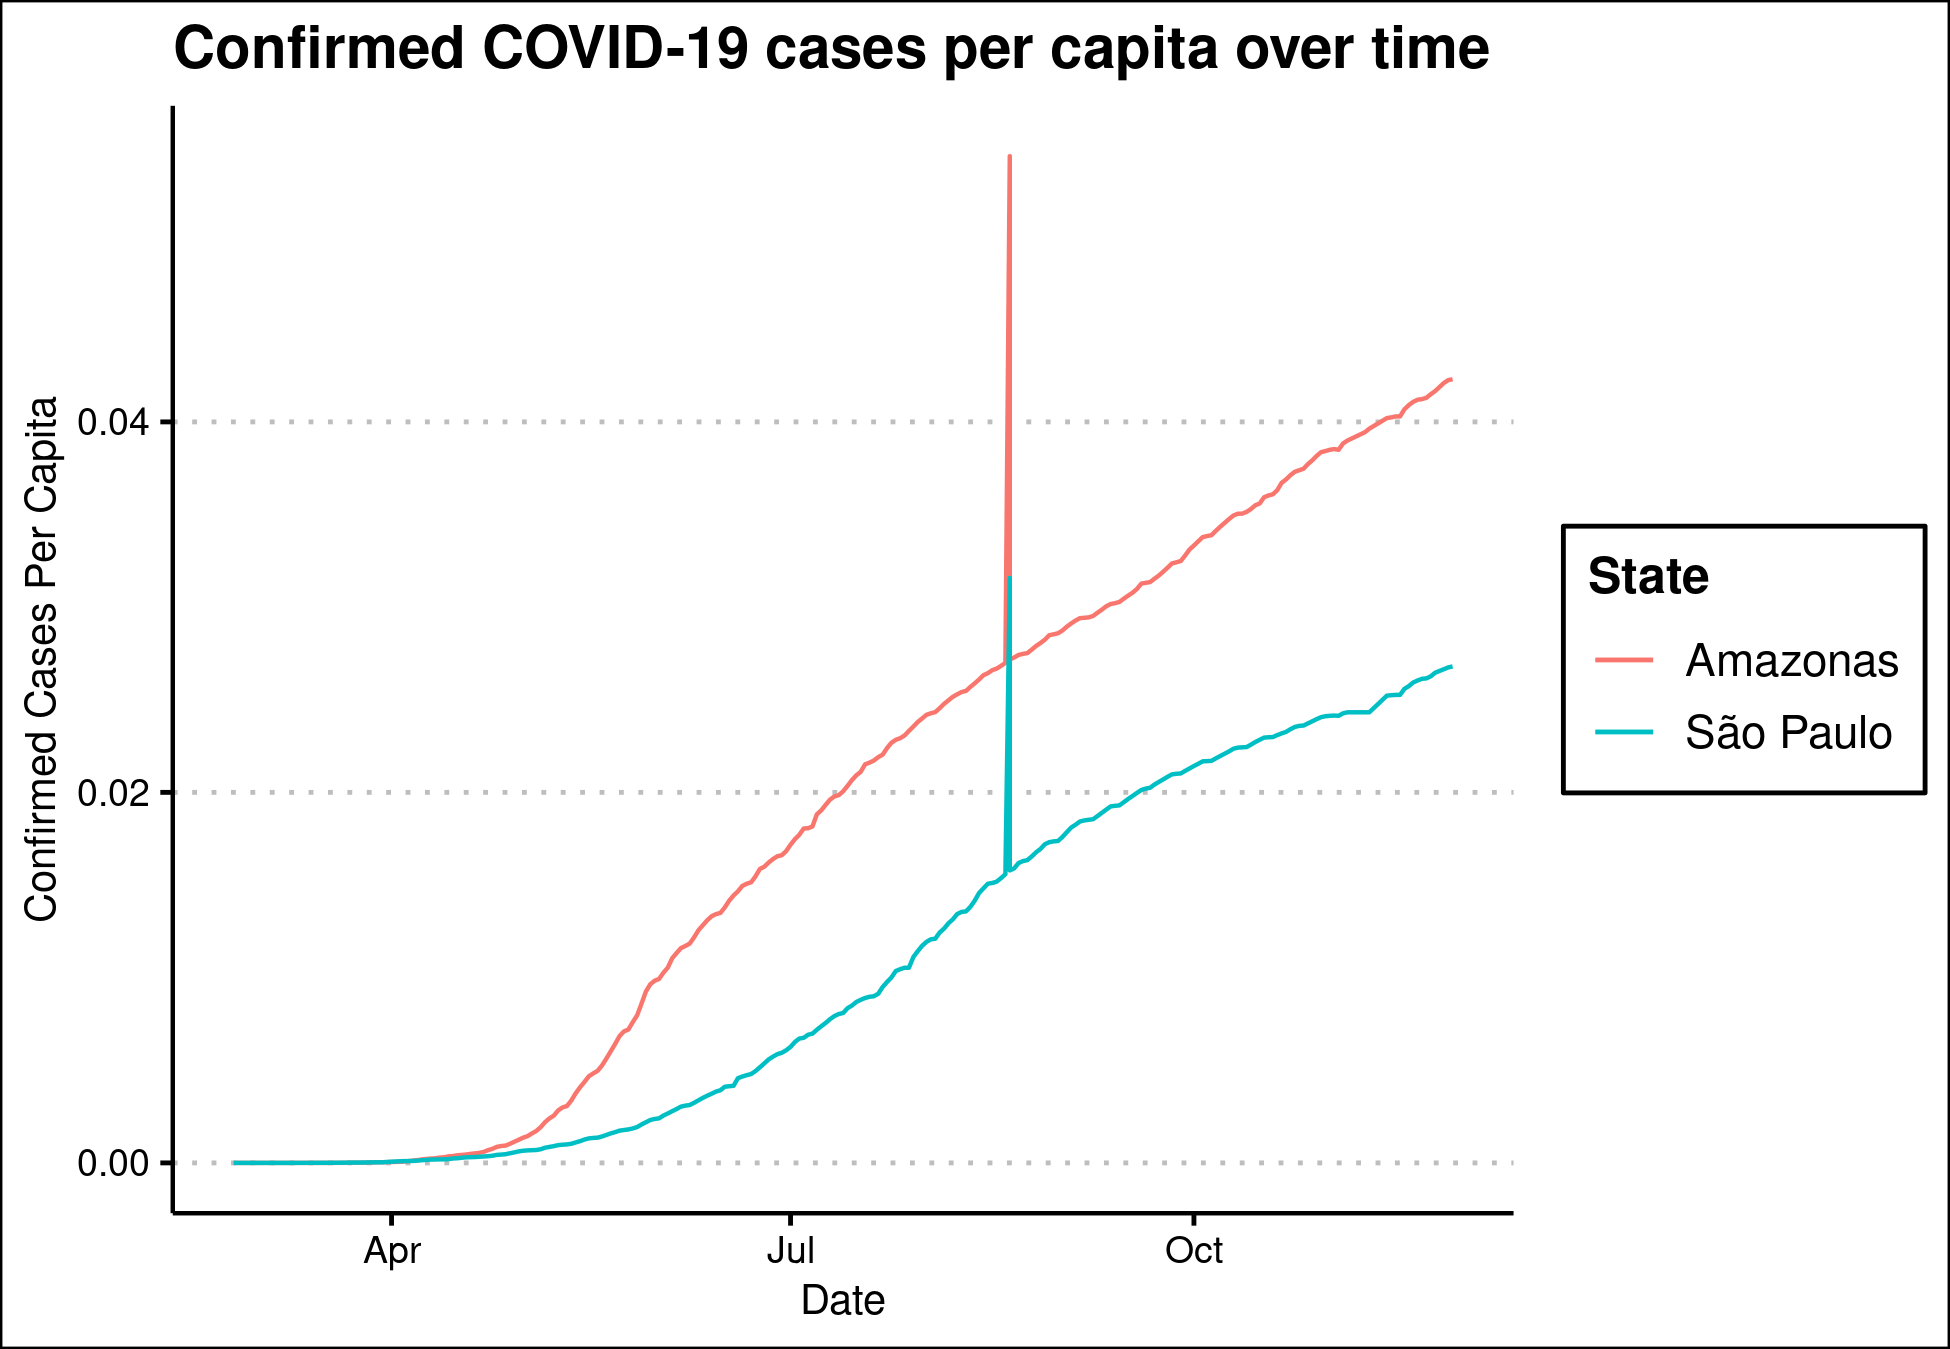 Confirmed COVID-19 cases per capita over time
Confirmed Cases Per Capita
0.04
0.02
0.00
Apr
Jul
Oct
Date
State
Amazonas
São Paulo